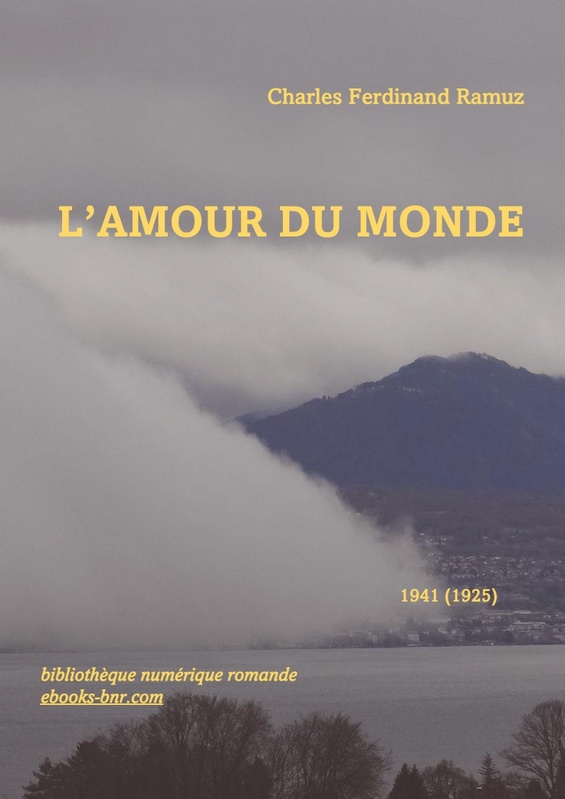 Charles Ferdinand Ramuz
L’AMOUR DU MONDE
1941 (1925)
bibliothèque numérique romande
ebooks-bnr.com